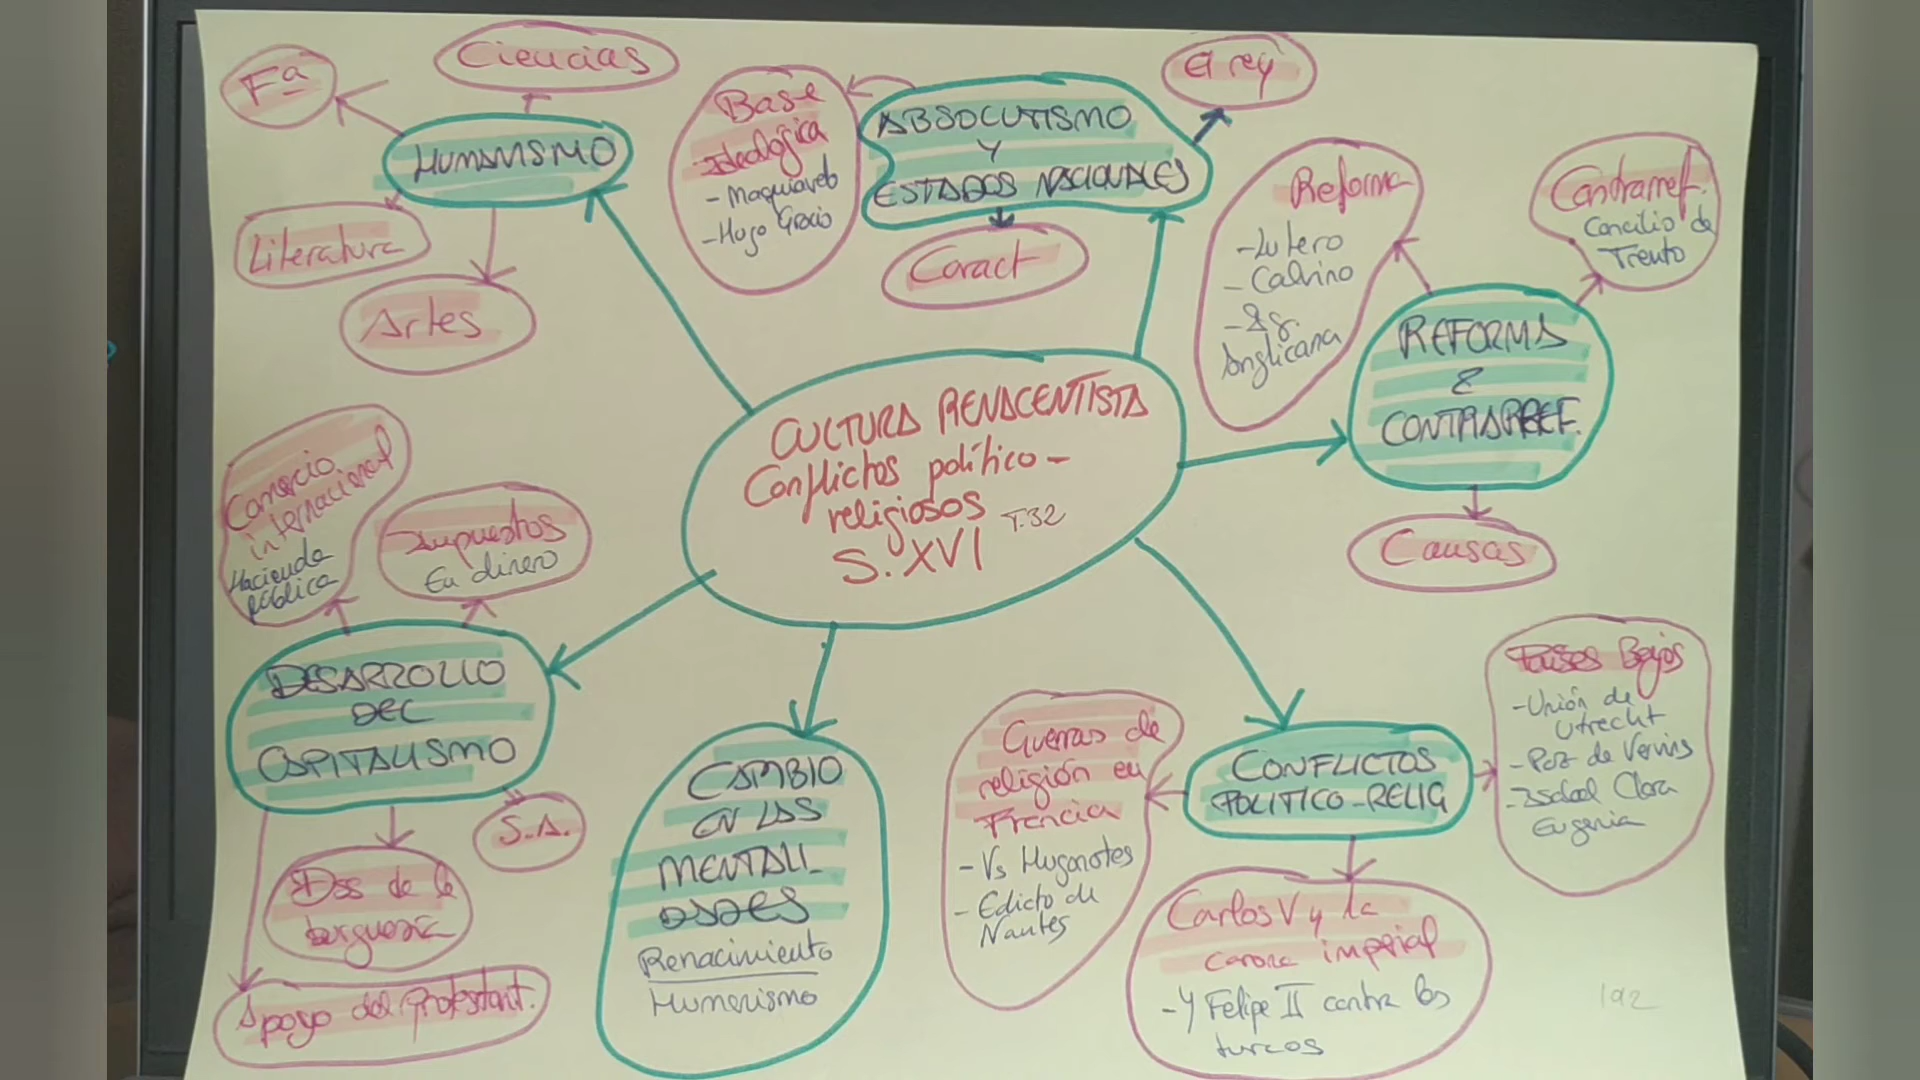 CULTURA RENACENTISTA
Conflictos político-
religiosos T.32
S. XVI
HUMANISMO
Fª
Ciencias
Literatura
Artes
ABSOLUTISMO
Y
ESTADOS NACIONALES
Base
Ideológica
- Maquiavelo
- Hugo Grocio
El rey
Caract
REFORMA
E
CONTRARREF.
Reforma
- Lutero
- Calvino
- Ig.
Anglicana
Contraref.
Concilio de
Trento
Causas
CONFLICTOS
POLITICO-RELIG
Países Bajos
- Unión de
Utrecht
- Paz de Vervins
- Isabel Clara
Eugenia
Carlos V y la
corona imperial
- y Felipe II contra los
turcos
Guerras de
religión en
Francia
- Vs Hugonotes
- Edicto de
Nantes
CAMBIO
EN LAS
MENTALI-
DADES
Renacimiento
Humanismo
DESARROLLO
DEL
CAPITALISMO
Comercio
internacional
Hacienda
pública
Impuestos
En dinero
S.A.
Dss de la
burguesía
Apoyo del Protestant.
192